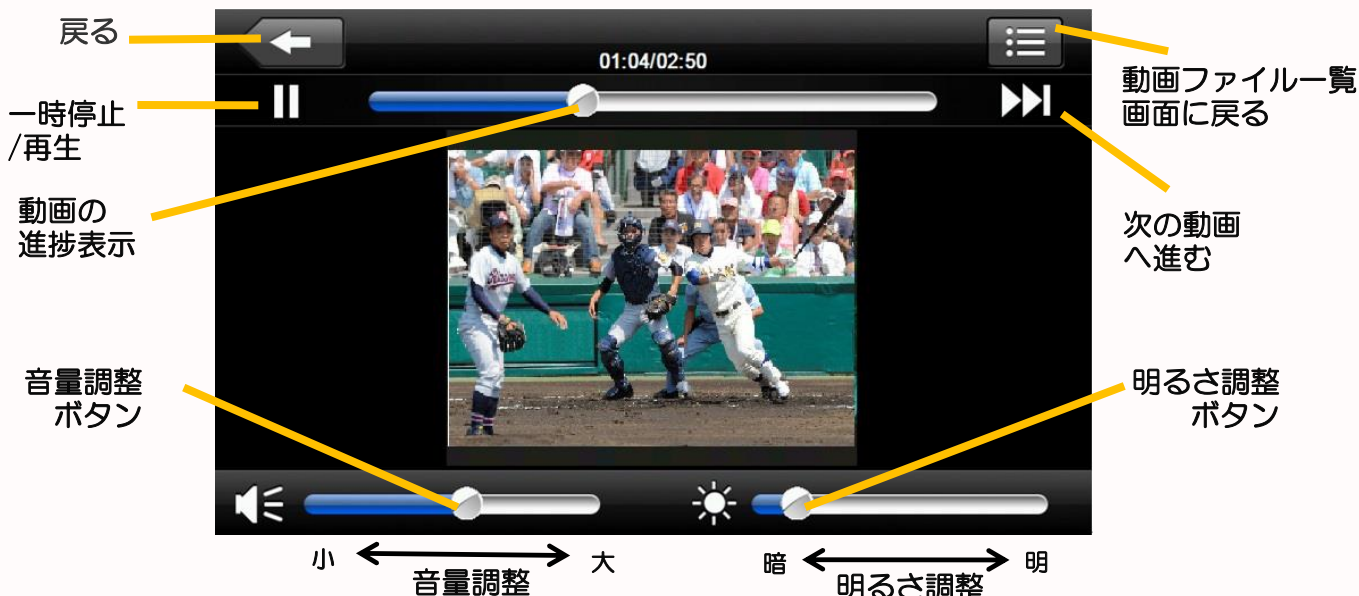 戻る
01:04/02:50
動画ファイル一覧
画面に戻る
一時停止
/再生
動画の
進捗表示
次の動画
へ進む
音量調整
ボタン
明るさ調整
ボタン
小
大
音量調整
暗
明
明るさ調整